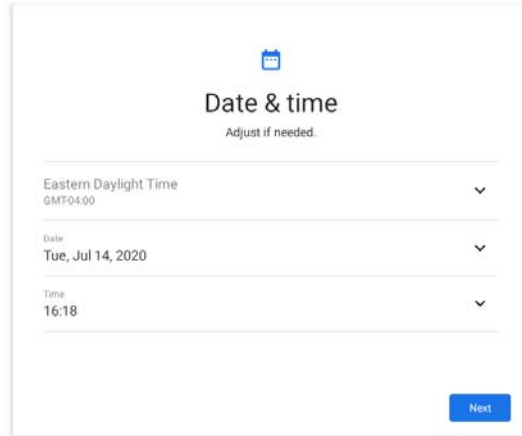 Date & time
Adjust if needed.
Eastern Daylight Time
GMT-04:00
Date
Tue, Jul 14, 2020
Time
16:18
Next